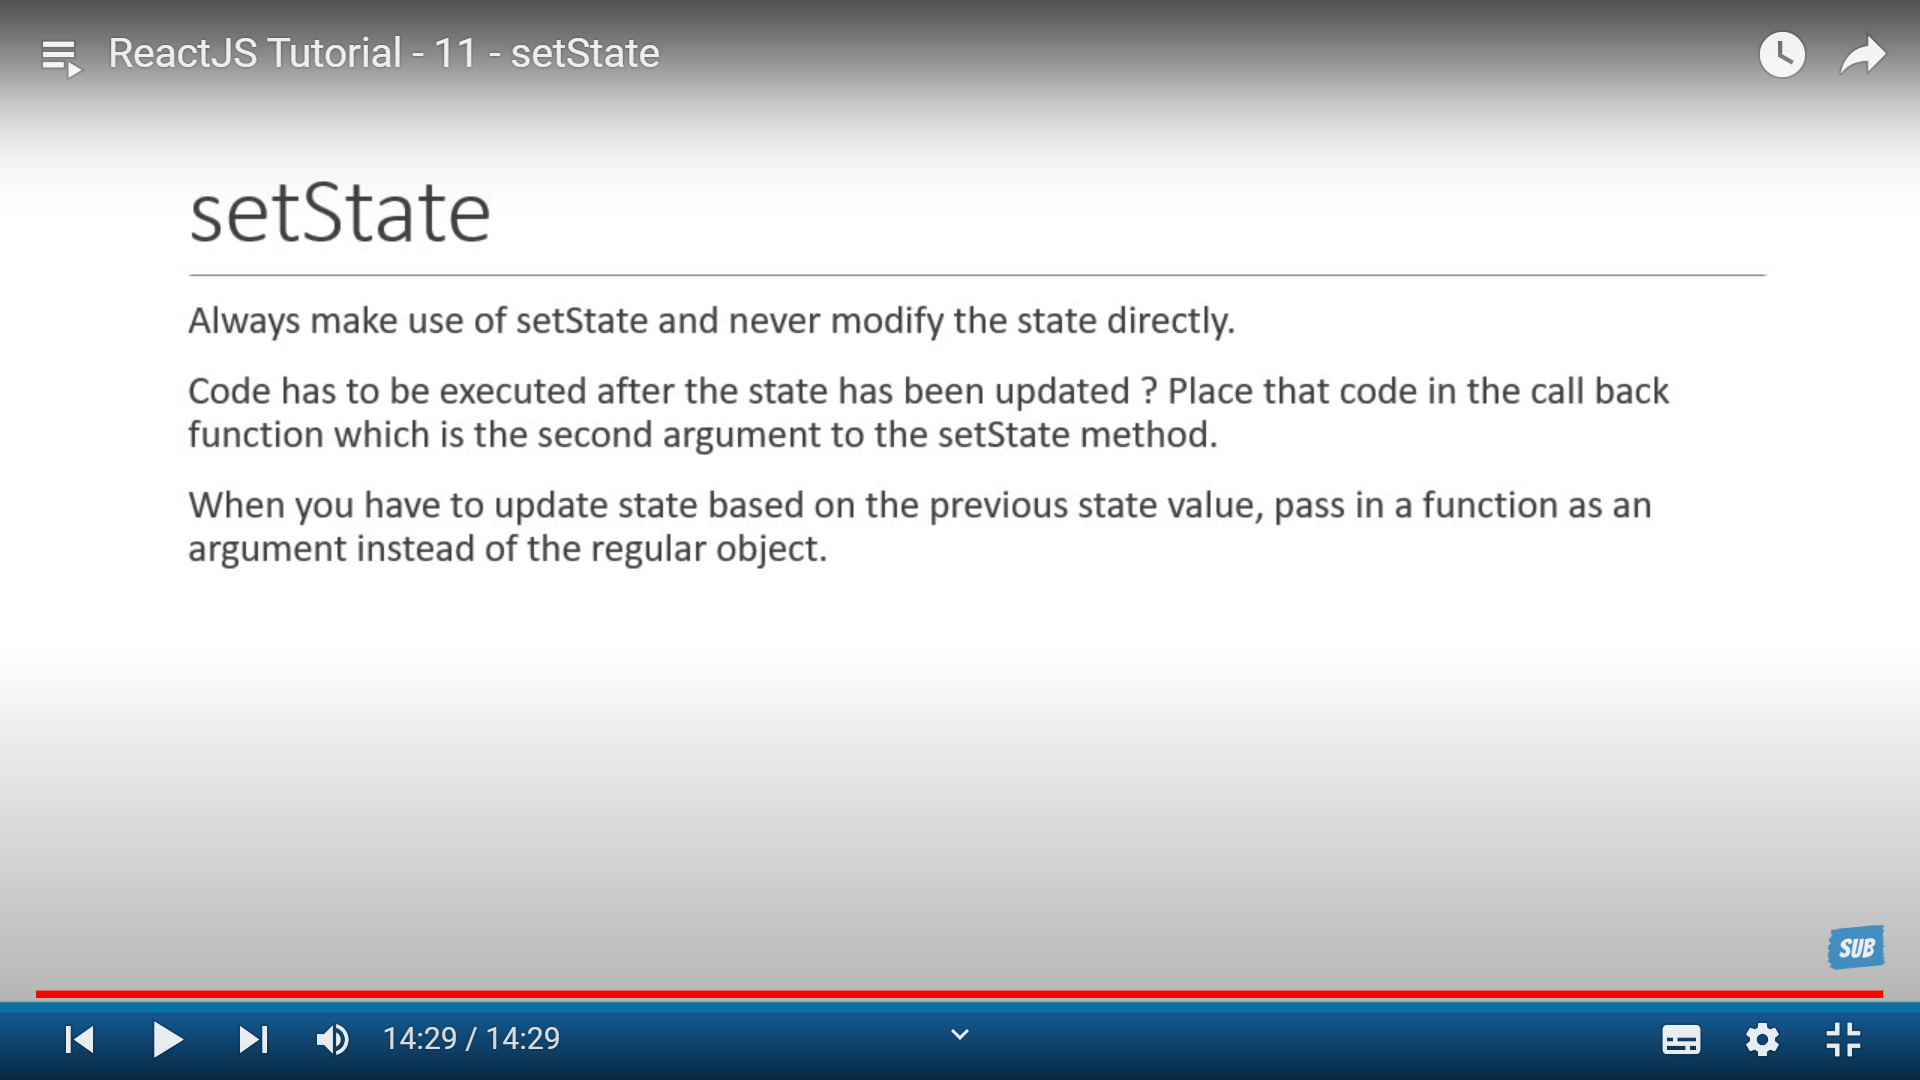 ReactJS Tutorial - 11 - setState
setState
Always make use of setState and never modify the state directly.
Code has to be executed after the state has been updated ? Place that code in the call back
function which is the second argument to the setState method.
When you have to update state based on the previous state value, pass in a function as an
argument instead of the regular object.
SUB
14:29 / 14:29